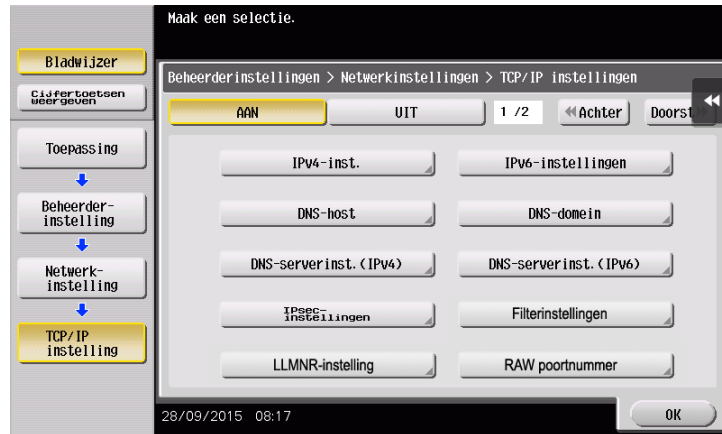 Maak een selectie.
Bladwijzer
Cijfertoetsen
weergeven
Toepassing
Beheerder-
instelling
Netwerk-
instelling
TCP/IP
instelling
Beheerderinstellingen > Netwerkinstellingen > TCP/IP instellingen
AAN UIT 1 /2 Achter Doorst
IPv4-inst. IPv6-instellingen
DNS-host DNS-domein
DNS-serverinst.(IPv4) DNS-serverinst.(IPv6)
IPsec-
instellingen
Filterinstellingen
LLMNR-instelling RAW poortnummer
28/09/2015 08:17 OK